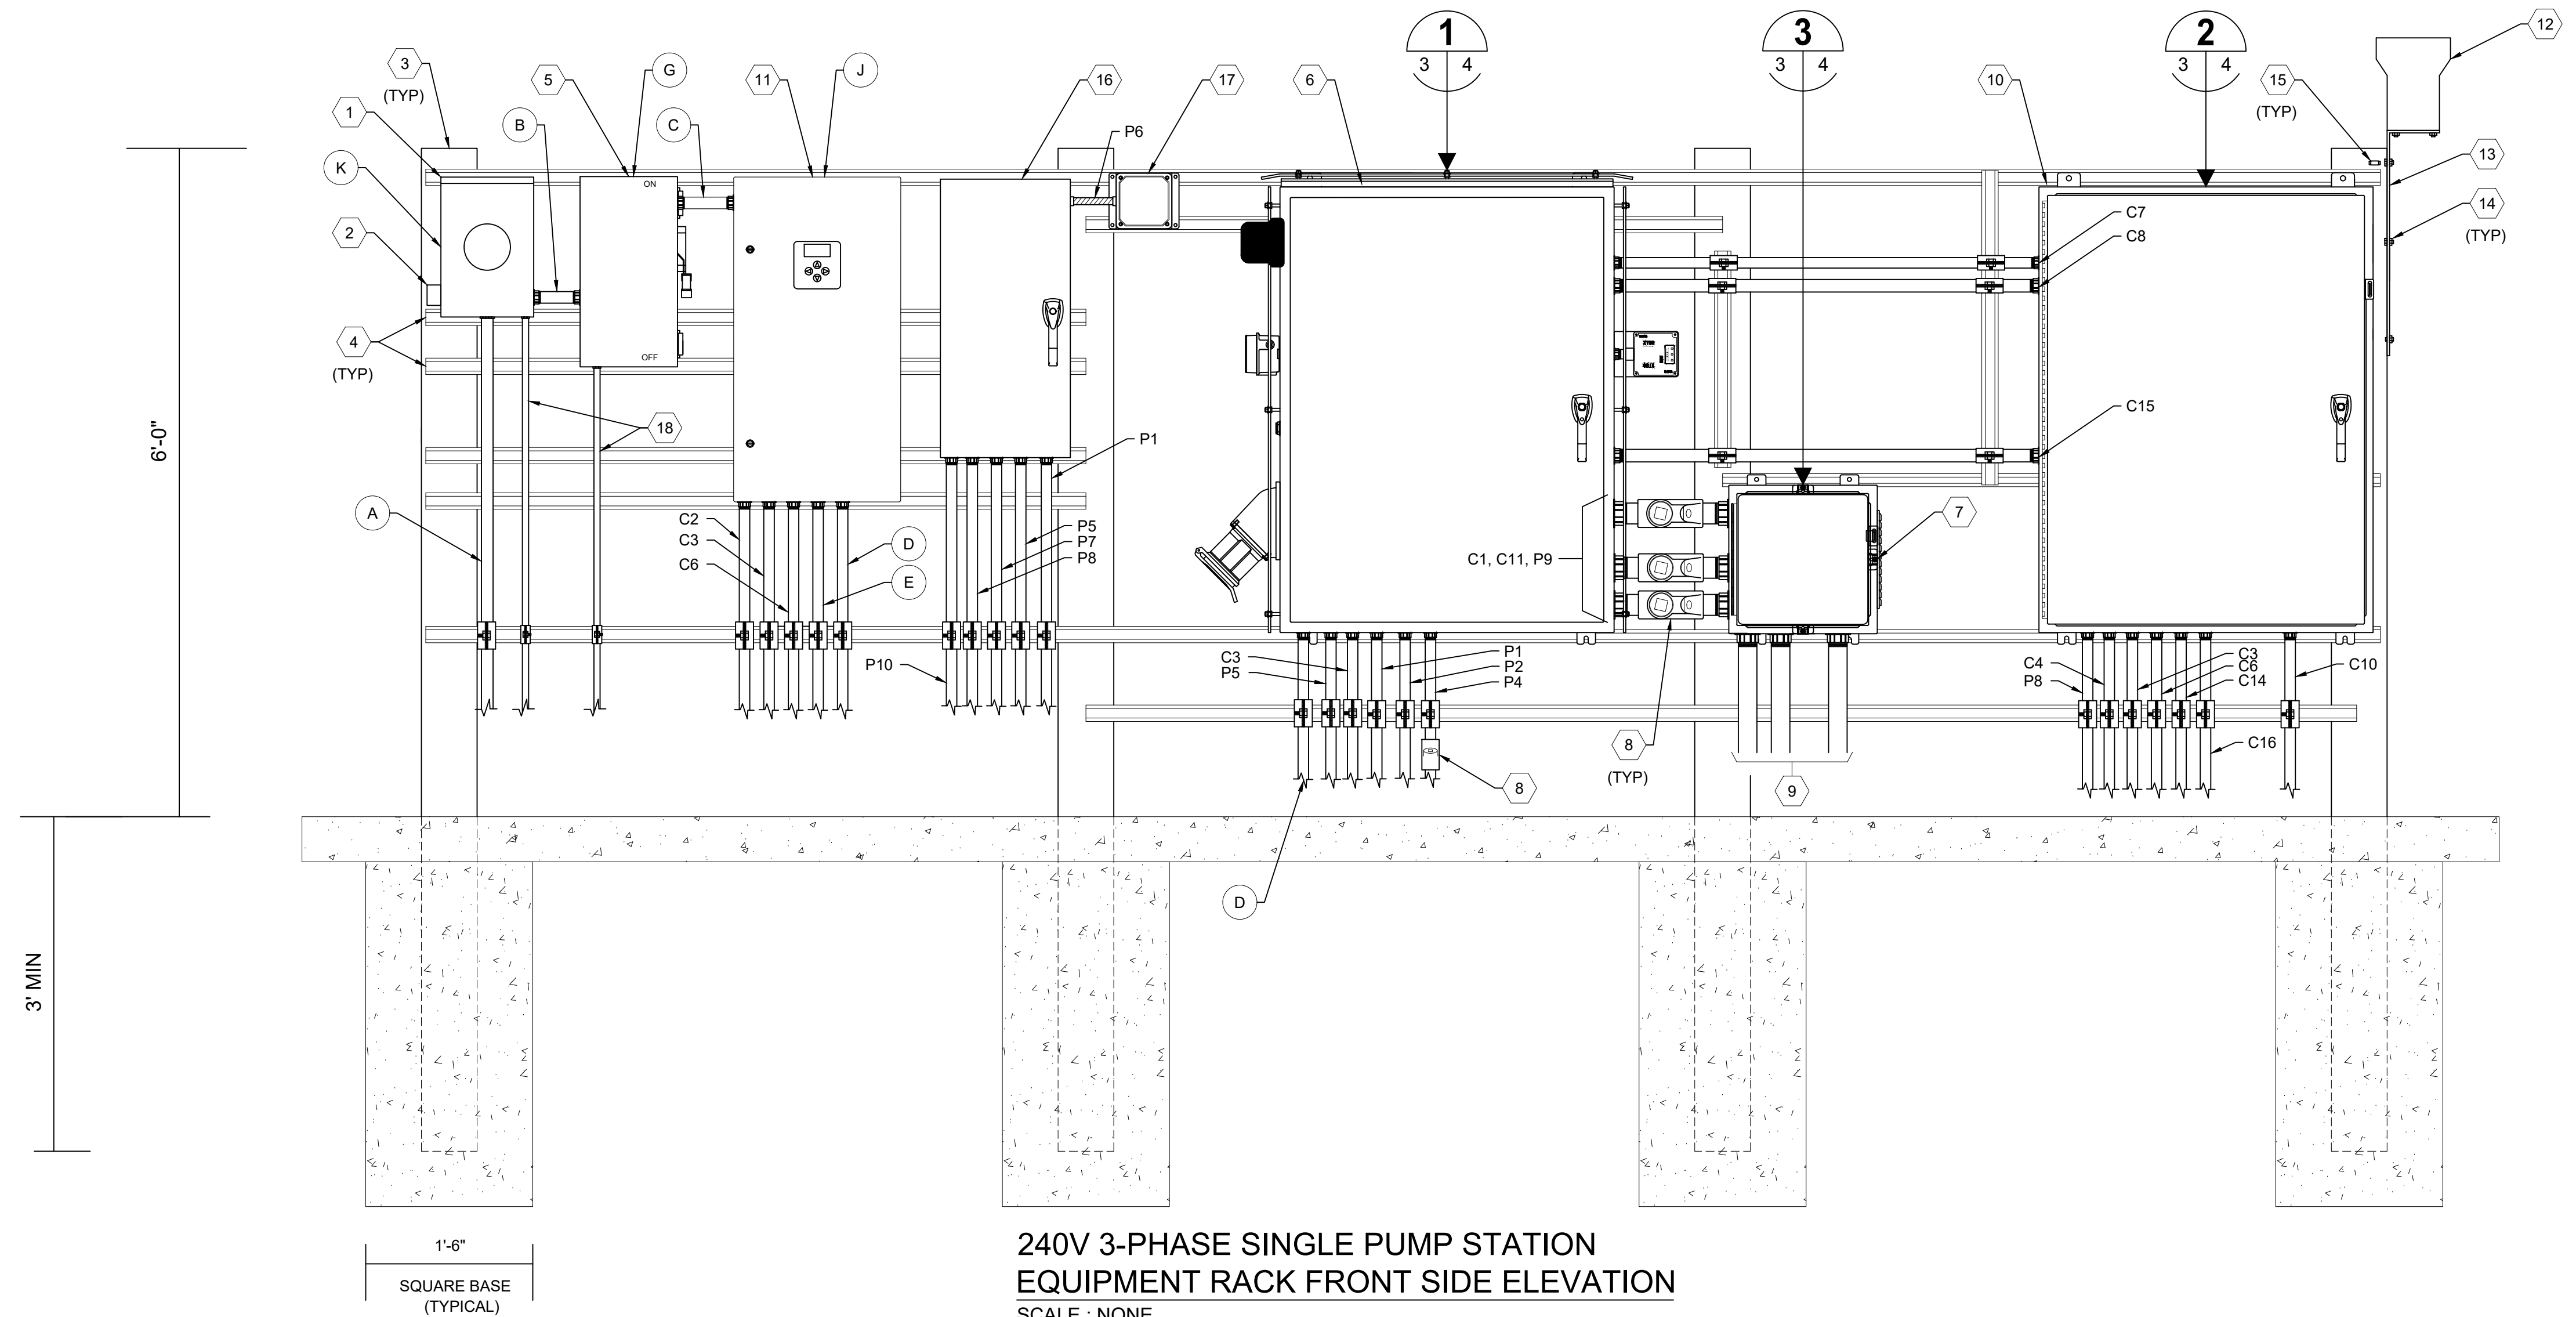 1
3 4
3
3 4
2
3 4
12
3
(TYP)
5
G
11
J
16
17
6
10
15
(TYP)
1
B
C
P6
K
ON
13
2
C7
C8
14
(TYP)
4
(TYP)
OFF
18
C15
P1
6'-0"
A
C2
C3
C6
D
E
P5
P7
P8
C1, C11, P9
7
P10
C3
P5
P1
P2
P4
C4
P8
C3
C6
C14
C10
C16
8
(TYP)
8
9
D
3' MIN
1'-6"
SQUARE BASE
(TYPICAL)
240V 3-PHASE SINGLE PUMP STATION
EQUIPMENT RACK FRONT SIDE ELEVATION
SCALE : NONE